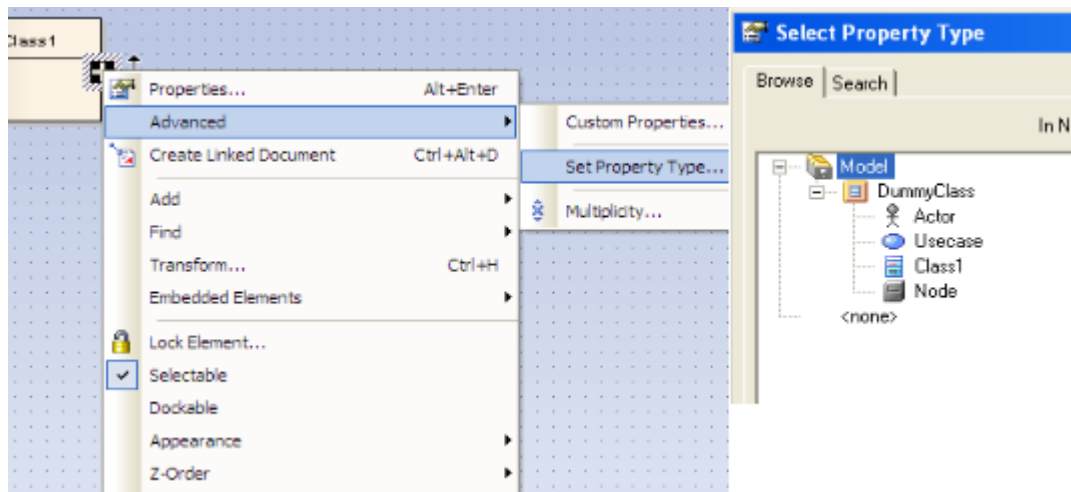 Class1
Properties... Alt+Enter
Advanced
Create Linked Document Ctrl+Alt+D
Add
Find
Transform... Ctrl+H
Embedded Elements
Lock Element...
Selectable
Dockable
Appearance
Z-Order
Custom Properties...
Set Property Type...
Multiplicity...
Select Property Type
Browse Search
In N
Model
DummyClass
Actor
Usecase
Class1
Node
<none>